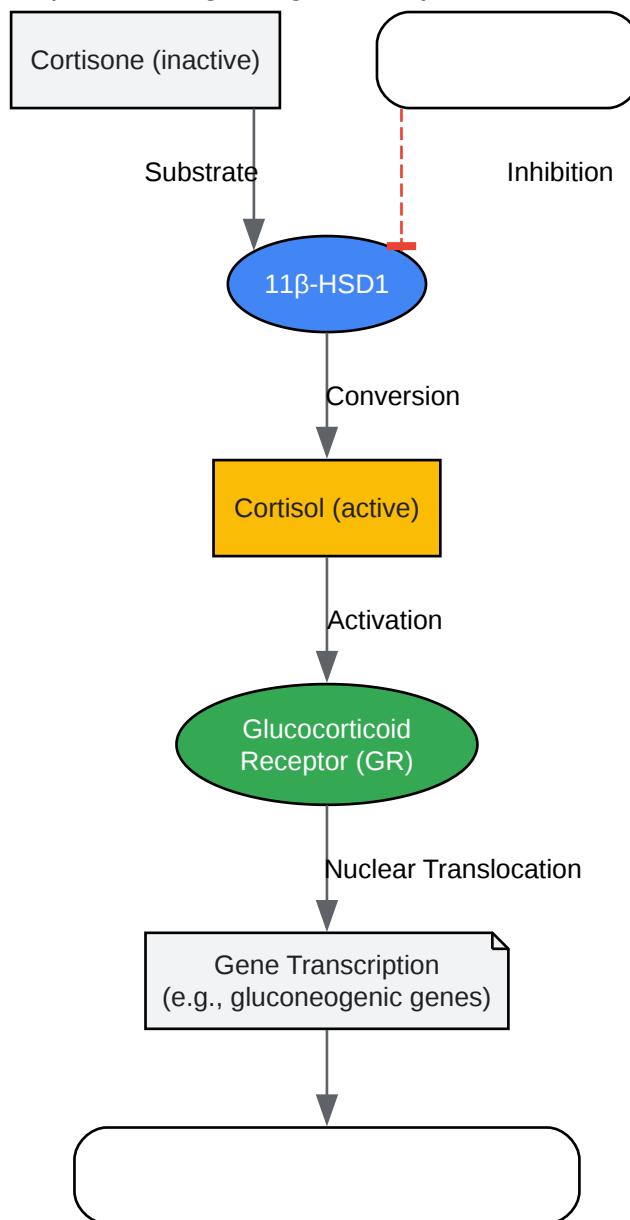 Cortisone (inactive)
Substrate
Inhibition
11β-HSD1
Conversion
Cortisol (active)
Activation
Glucocorticoid
Receptor (GR)
Nuclear Translocation
Gene Transcription
(e.g., gluconeogenic genes)